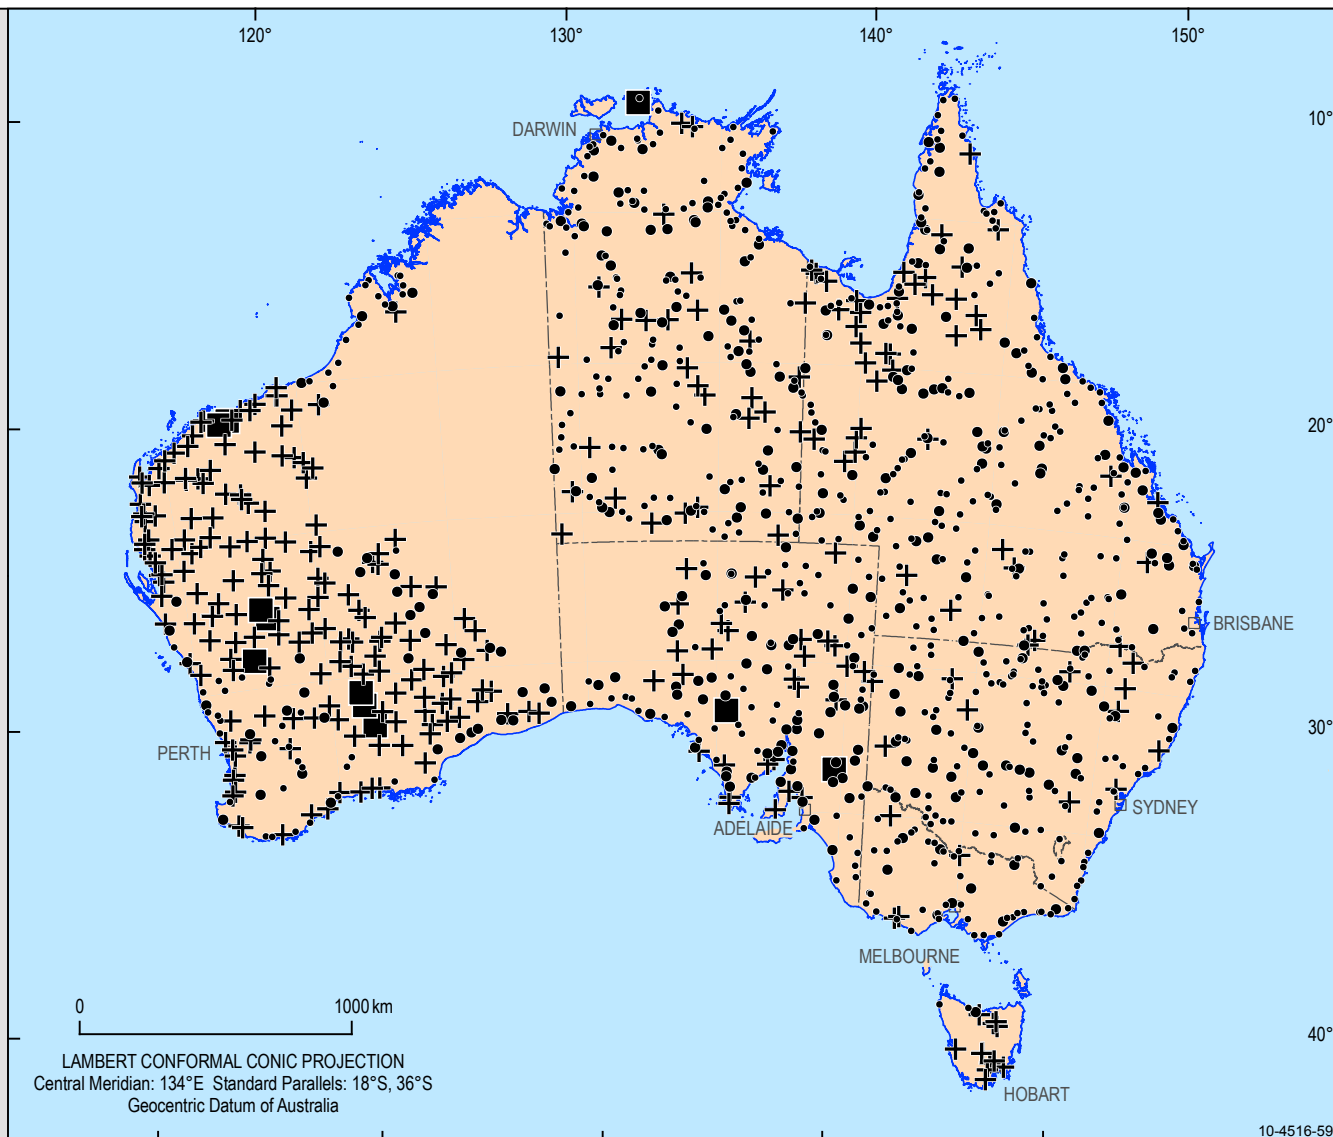 120°
130°
140°
150°
10°
DARWIN
20°
BRISBANE
30°
PERTH
SYDNEY
ADELAIDE
MELBOURNE
0
1000 km
40°
LAMBERT CONFORMAL CONIC PROJECTION
Central Meridian: 134°E Standard Parallels: 18°S, 36°S
HOBART
Geocentric Datum of Australia
10-4516-59